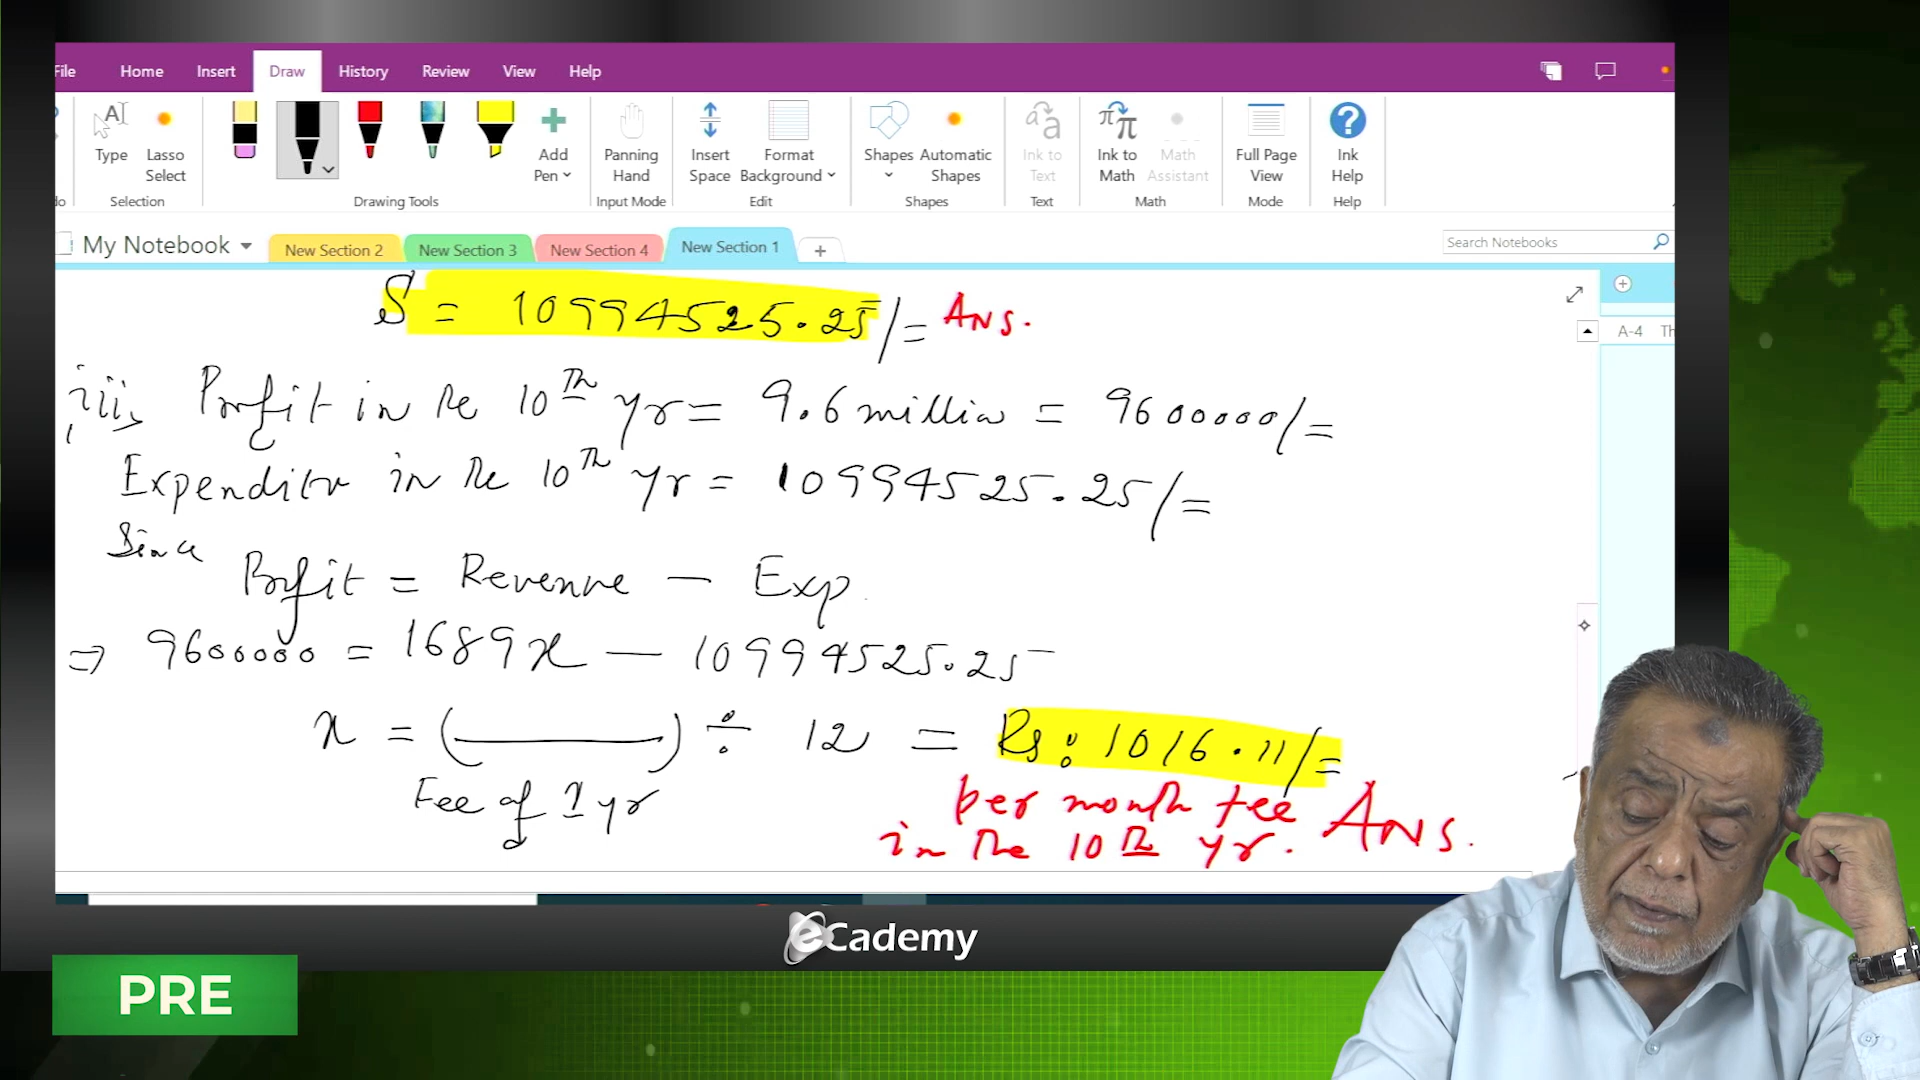 File Home Insert Draw History Review View Help
Type
Lasso Select
Selection
Drawing Tools
Add Pen
Panning Hand
Input Mode
Insert Space
Format Background
Edit
Shapes
Automatic Shapes
Shapes
Ink to Text
Text
Ink to Math
Math Assistant
Math
Full Page View
Mode
Ink Help
Help
My Notebook
New Section 2
New Section 3
New Section 4
New Section 1
+
Search Notebooks
A-4 Th
S = 10994525.25/= Ans.
iii, Profit in the 10th yr = 9.6 million = 9600000/=
Expenditure in the 10th yr = 10994525.25/=
Since
Profit = Revenue - Exp.
⇒ 9600000 = 1689x - 10994525.25
x = ( ) ÷ 12 = Rs: 1016.11/=
Fee of 1 yr
per month fee Ans.
in the 10th yr.
eCademy
PRE